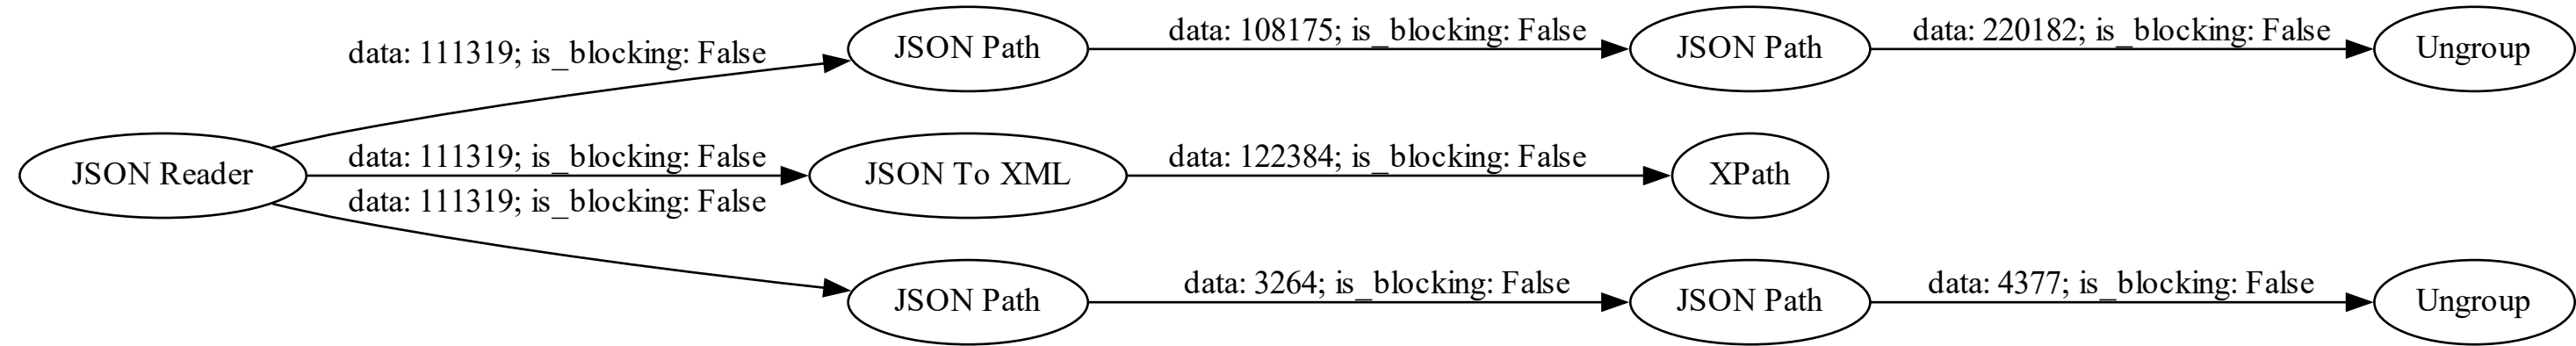 data: 111319; is_blocking: False
JSON Path
data: 108175; is_blocking: False
JSON Path
data: 220182; is_blocking: False
Ungroup
JSON Reader
data: 111319; is_blocking: False
JSON To XML
data: 122384; is_blocking: False
XPath
data: 111319; is_blocking: False
JSON Path
data: 3264; is_blocking: False
JSON Path
data: 4377; is_blocking: False
Ungroup